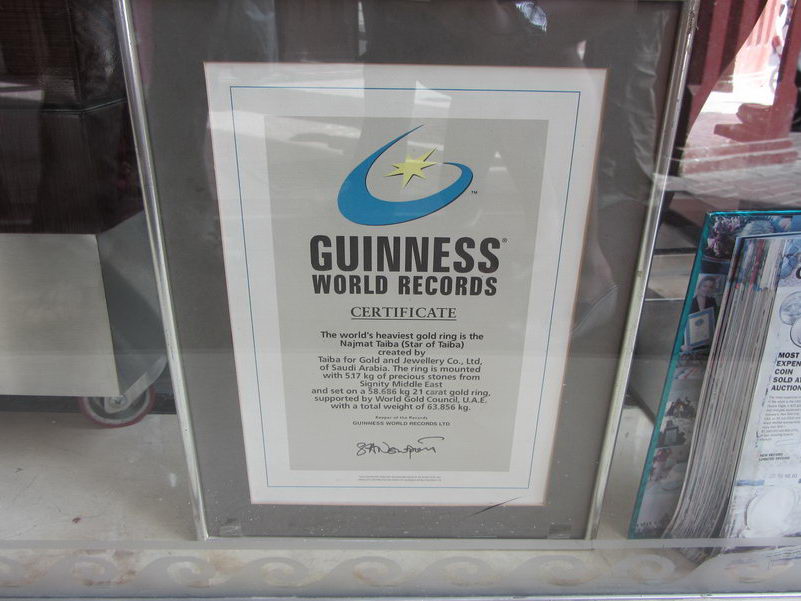 ™
GUINNESS®
WORLD RECORDS
CERTIFICATE
The world's heaviest gold ring is the
Najmat Taiba (Star of Taiba)
created by
Taiba for Gold and Jewellery Co., Ltd,
of Saudi Arabia. The ring is mounted
with 5.17 kg of precious stones from
Signity Middle East
and set on a 58.686 kg 21 carat gold ring,
supported by World Gold Council, U.A.E.
with a total weight of 63.856 kg.
Keeper of the Records
GUINNESS WORLD RECORDS LTD
MOST
EXPEN
COIN
SOLD A
AUCTION